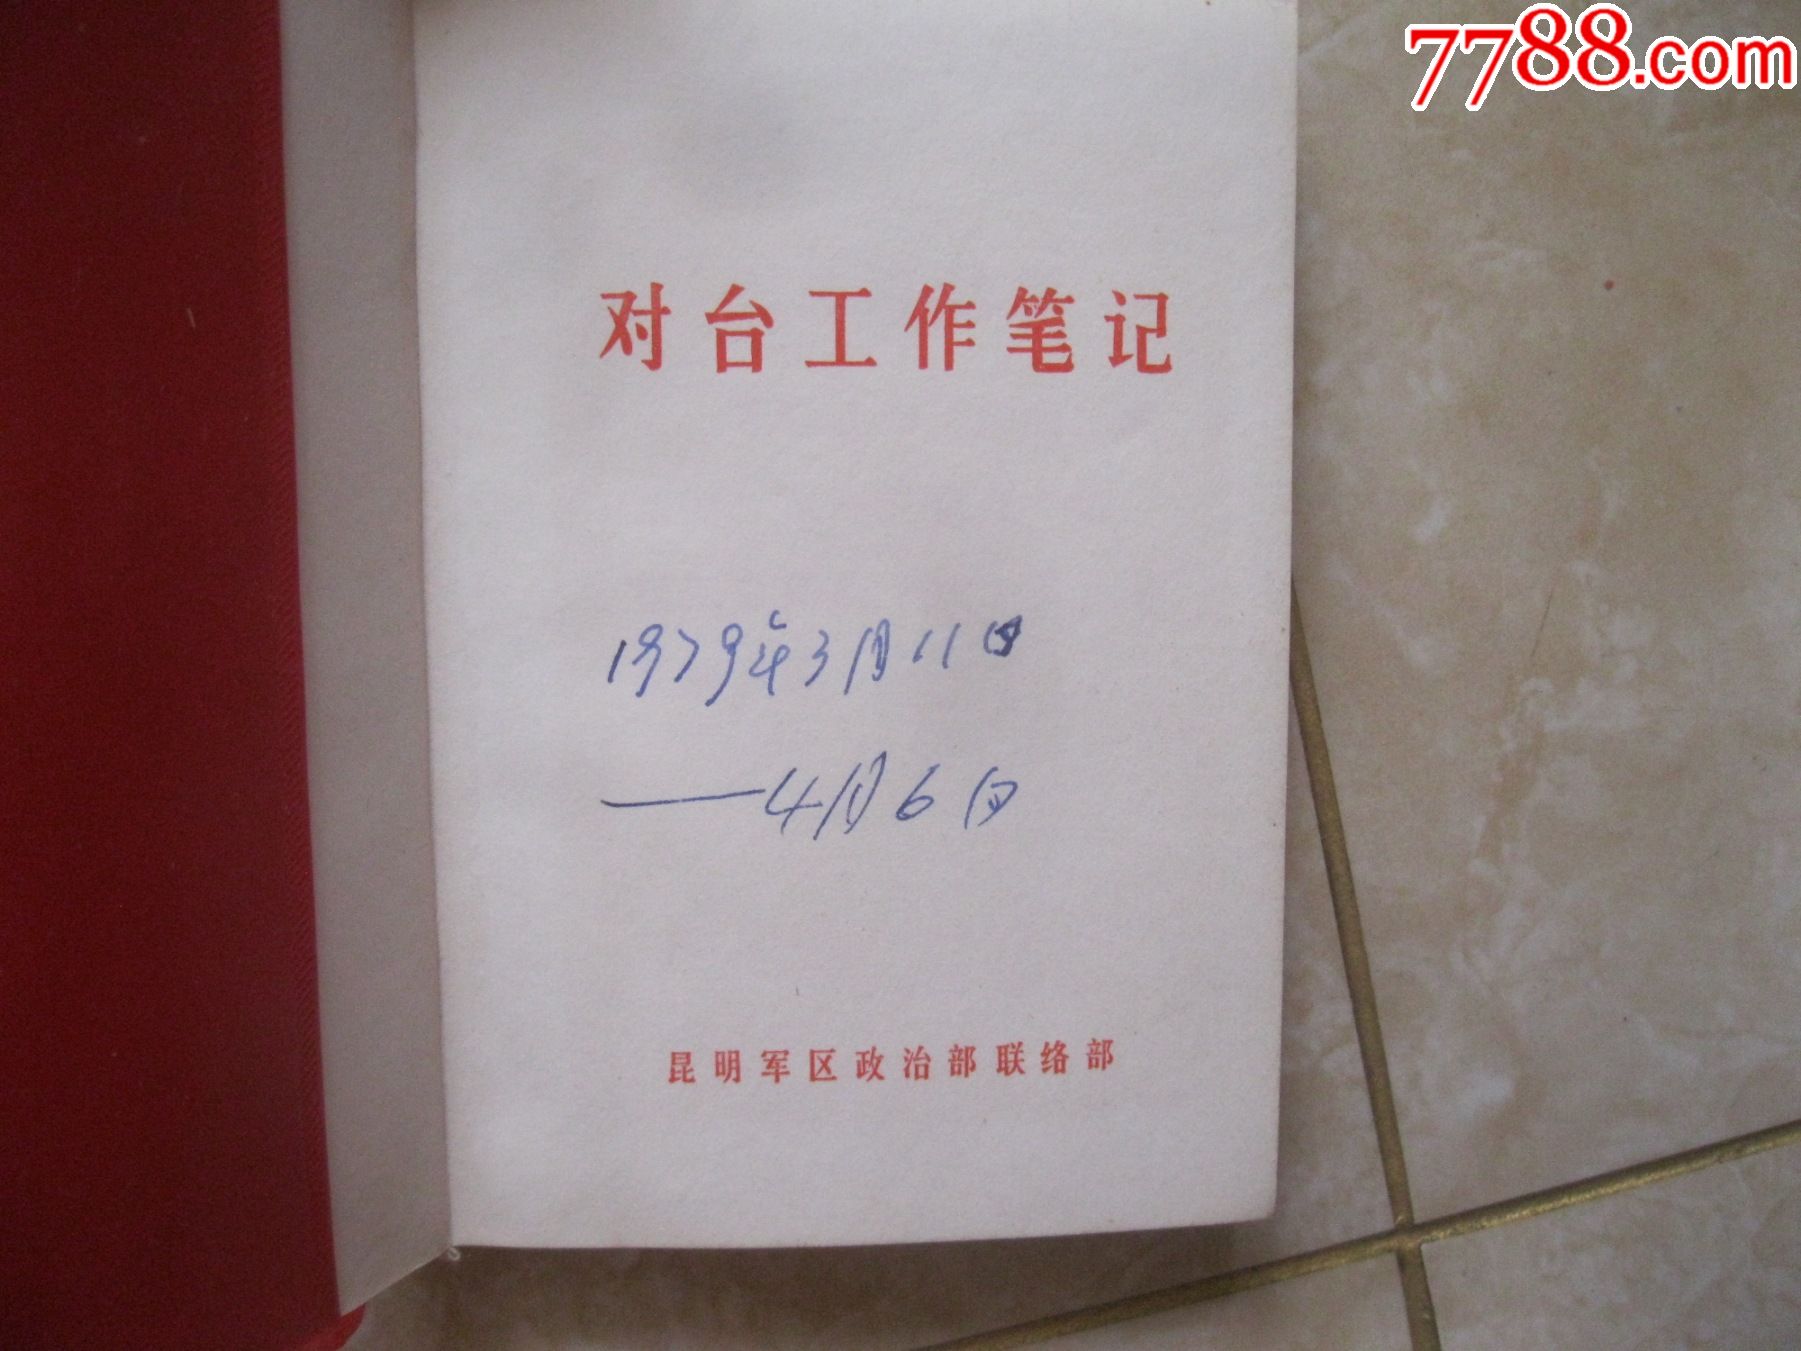 7788.com
对台工作笔记
1979年3月11日
——4月6日
昆明军区政治部联络部